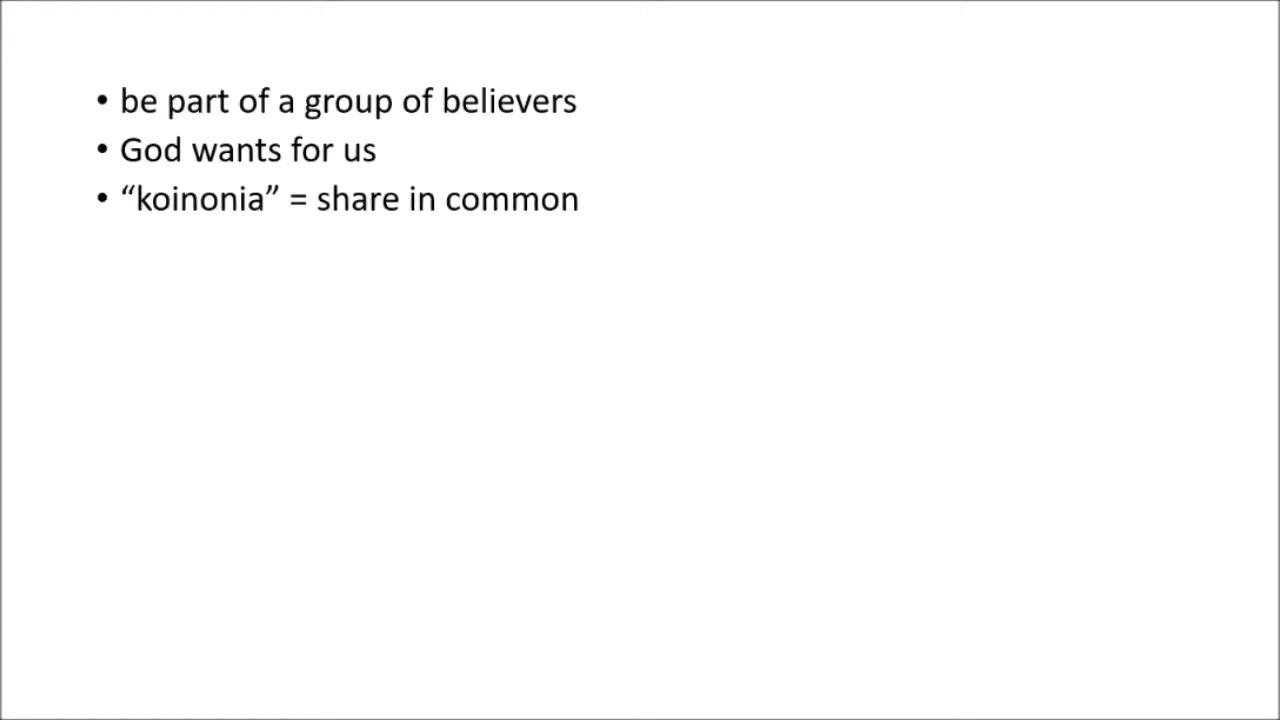 • be part of a group of believers
• God wants for us
• “koinonia” = share in common